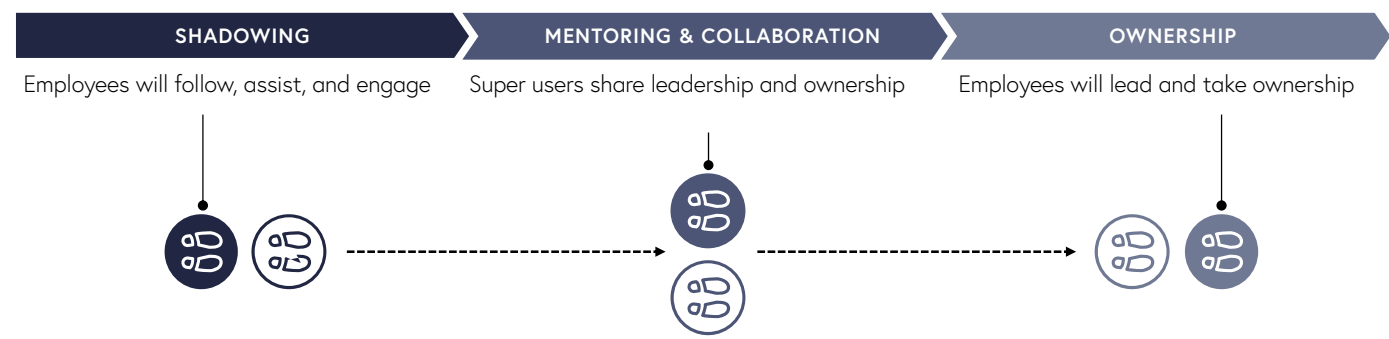 SHADOWING
MENTORING & COLLABORATION
OWNERSHIP
Employees will follow, assist, and engage
Super users share leadership and ownership
Employees will lead and take ownership